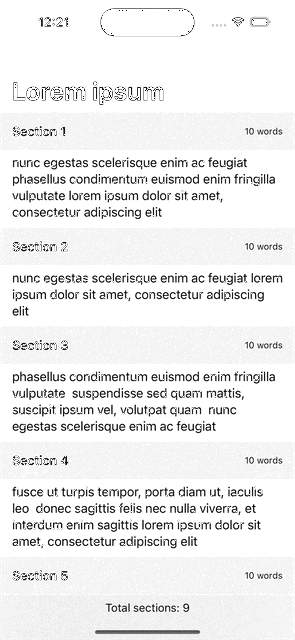 12:21
Lorem ipsum
Section 1 10 words
nunc egestas scelerisque enim ac feugiat
phasellus condimentum euismod enim fringilla
vulputate lorem ipsum dolor sit amet,
consectetur adipiscing elit
Section 2 10 words
nunc egestas scelerisque enim ac feugiat lorem
ipsum dolor sit amet, consectetur adipiscing
elit
Section 3 10 words
phasellus condimentum euismod enim fringilla
vulputate  suspendisse sed quam mattis,
suscipit ipsum vel, volutpat quam  nunc
egestas scelerisque enim ac feugiat
Section 4 10 words
fusce ut turpis tempor, porta diam ut, iaculis
leo  donec sagittis felis nec nulla viverra, et
interdum enim sagittis lorem ipsum dolor sit
amet, consectetur adipiscing elit
Section 5 10 words
Total sections: 9